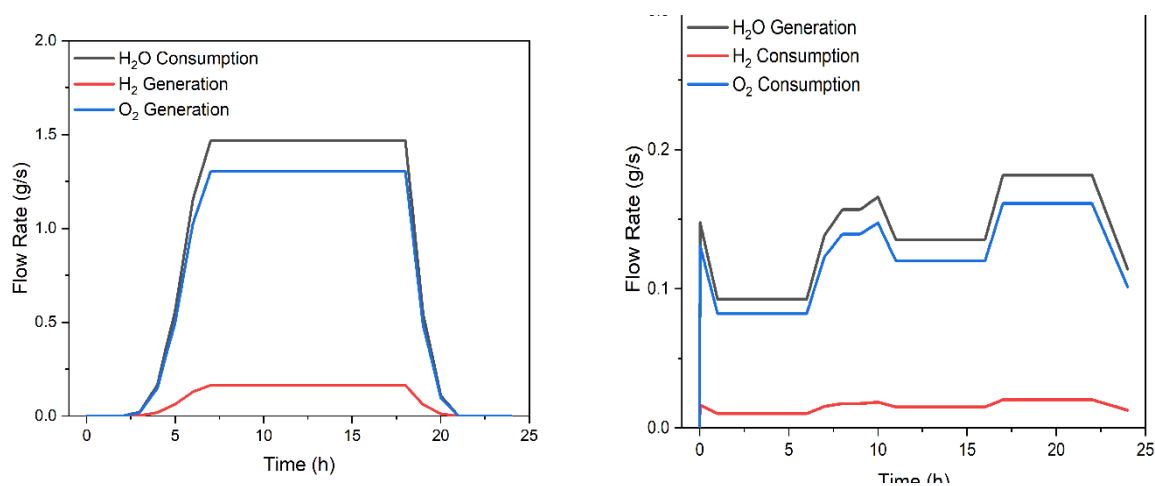 2.0
1.5
1.0
0.5
0.0
Flow Rate (g/s)
H₂O Consumption
H₂ Generation
O₂ Generation
0 5 10 15 20 25
Time (h)
0.2
0.1
0.0
Flow Rate (g/s)
H₂O Generation
H₂ Consumption
O₂ Consumption
0 5 10 15 20 25
Time (h)